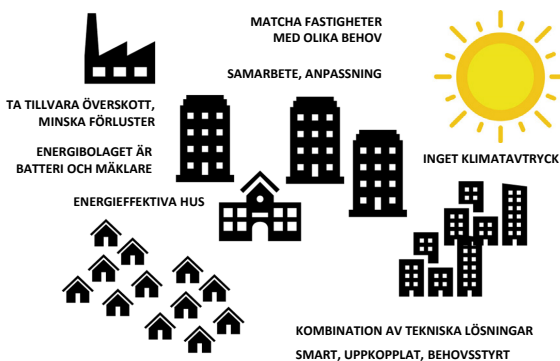 MATCHA FASTIGHETER
MED OLIKA BEHOV
SAMARBETE, ANPASSNING
TA TILLVARA ÖVERSKOTT,
MINSKA FÖRLUSTER
ENERGIBOLAGET ÄR
BATTERI OCH MÄKLARE
INGET KLIMATAVTRYCK
ENERGIEFFEKTIVA HUS
KOMBINATION AV TEKNISKA LÖSNINGAR
SMART, UPPKOPPLAT, BEHOVSSTYRT